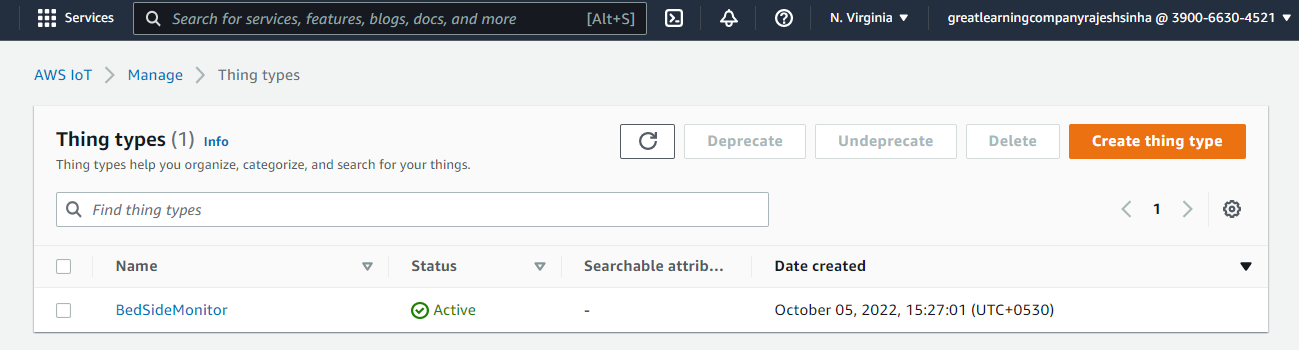 Services Search for services, features, blogs, docs, and more [Alt+S] N. Virginia greatlearningcompanyrajeshsinha @ 3900-6630-4521
AWS IoT Manage Thing types
Thing types (1) Info Deprecate Undeprecate Delete Create thing type
Thing types help you organize, categorize, and search for your things.
Find thing types 1
Name Status Searchable attrib... Date created
BedSideMonitor Active - October 05, 2022, 15:27:01 (UTC+0530)